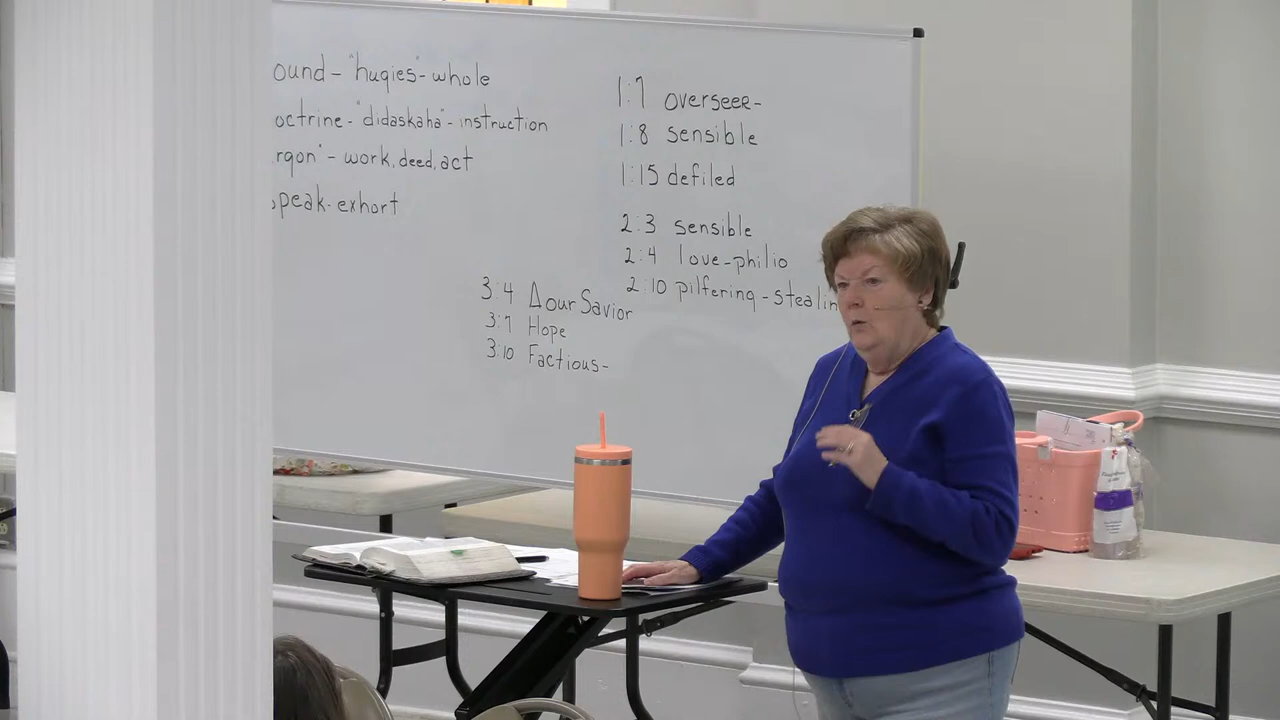 ound - "hugies" - whole
octrine - "didaskaha" - instruction
rgon" - work, deed, act
peak - exhort
1:7 overseer-
1:8 sensible
1:15 defiled
2:3 sensible
2:4 love-philio
2:10 pilfering - stealin
3:4 Δ our Savior
3:7 Hope
3:10 Factious-